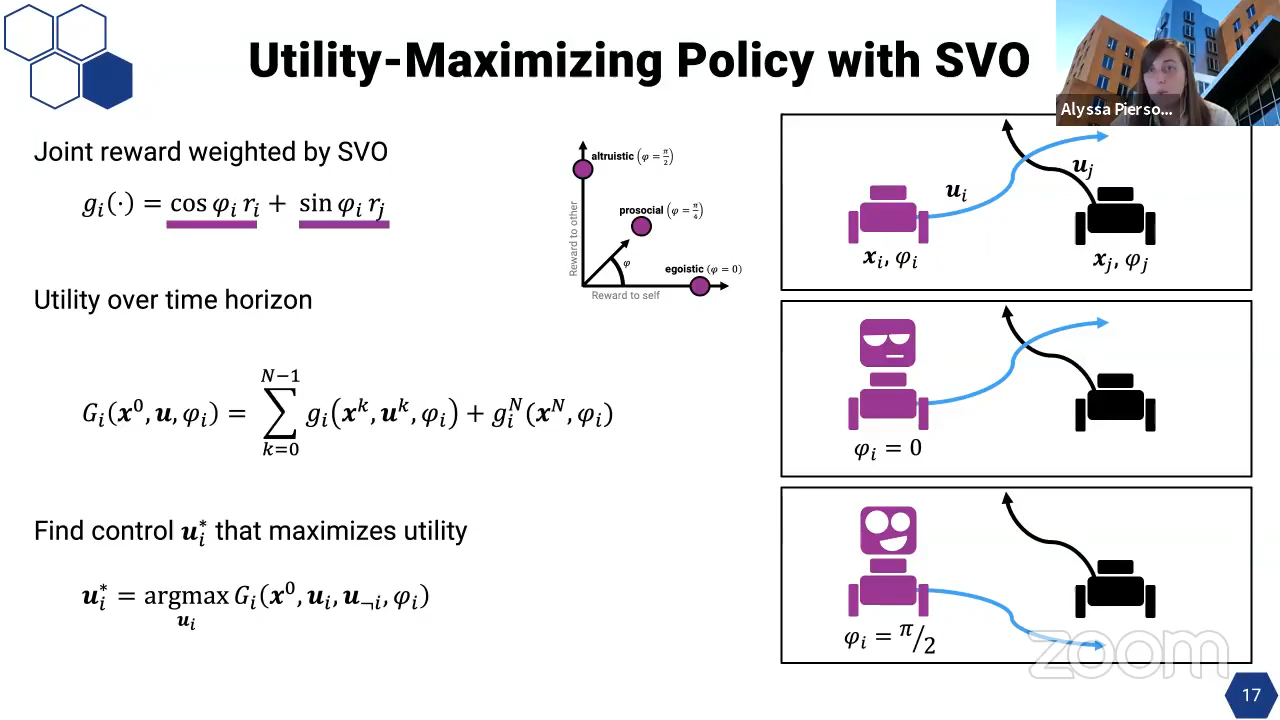 Utility-Maximizing Policy with SVO
Alyssa Pierso...
Joint reward weighted by SVO
gᵢ(·) = cos φᵢ rᵢ + sin φᵢ rⱼ
altruistic (φ = π/2)
prosocial (φ = π/4)
egoistic (φ = 0)
φ
Reward to other
Reward to self
Utility over time horizon
Gᵢ(𝒙⁰, 𝒖, φᵢ) = ∑_{k=0}^{N−1} gᵢ(𝒙ᵏ, 𝒖ᵏ, φᵢ) + gᵢᴺ(𝒙ᴺ, φᵢ)
Find control 𝒖ᵢ* that maximizes utility
𝒖ᵢ* = argmax Gᵢ(𝒙⁰, 𝒖ᵢ, 𝒖¬ᵢ, φᵢ)
𝒖ᵢ
𝒖ᵢ
𝒖ⱼ
𝒙ᵢ, φᵢ
𝒙ⱼ, φⱼ
φᵢ = 0
φᵢ = π/2
zoom
17